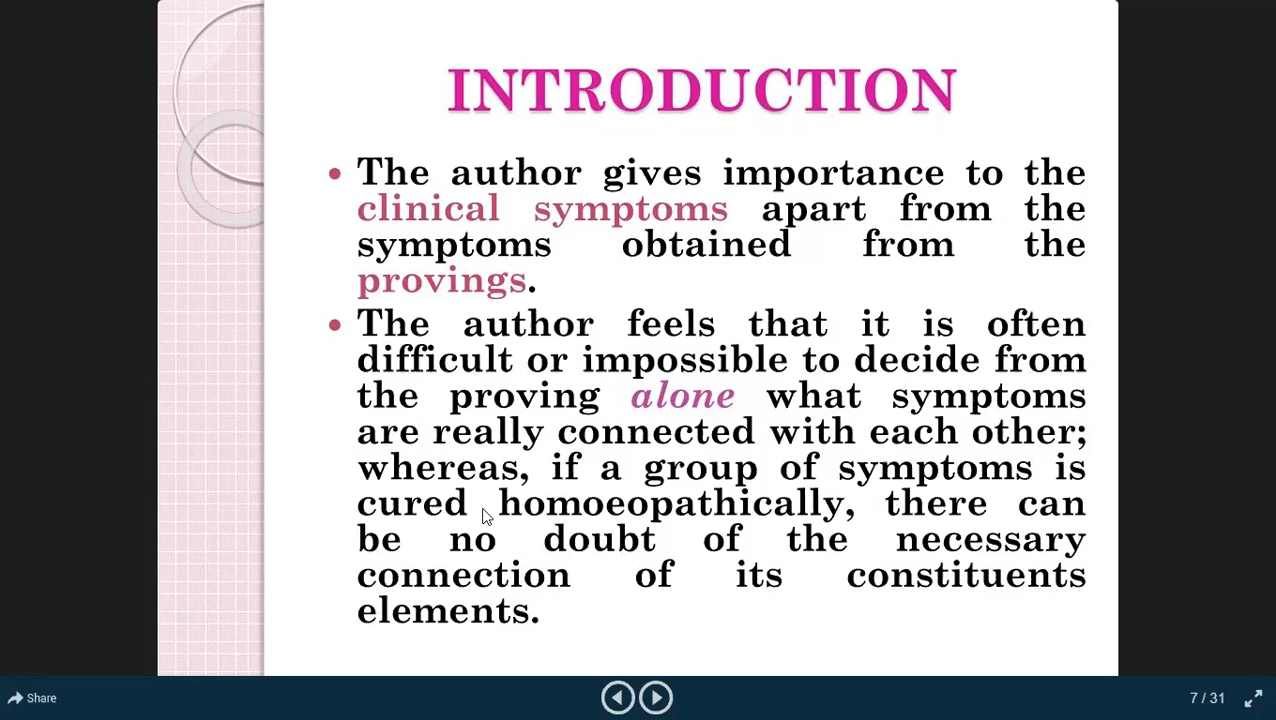 INTRODUCTION
• The author gives importance to the
clinical symptoms apart from the
symptoms obtained from the
provings.
• The author feels that it is often
difficult or impossible to decide from
the proving alone what symptoms
are really connected with each other;
whereas, if a group of symptoms is
cured homoeopathically, there can
be no doubt of the necessary
connection of its constituents
elements.
Share
7 / 31